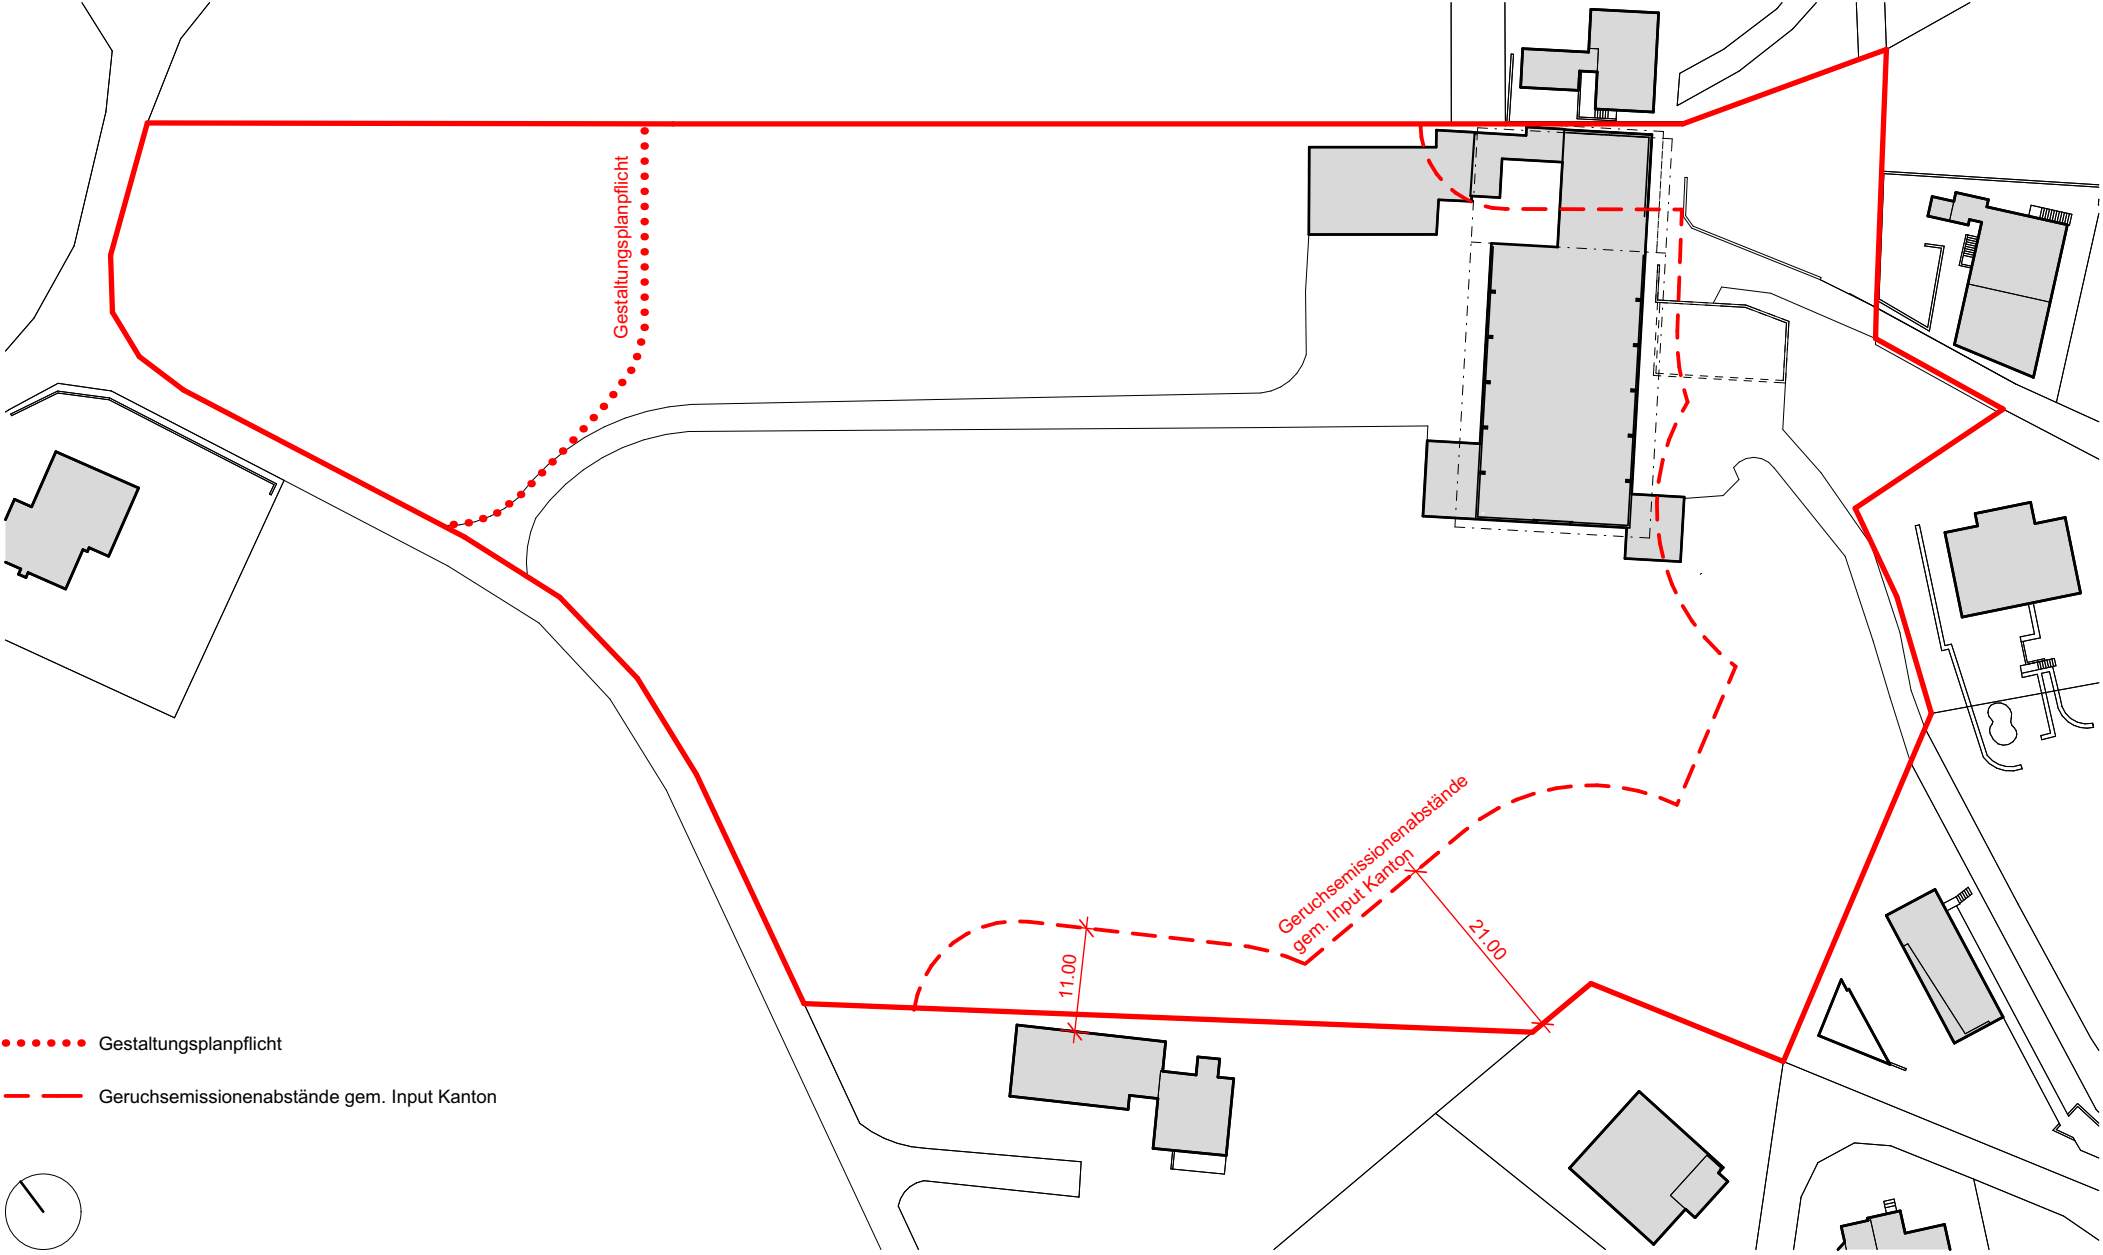 Gestaltungsplanpflicht
Geruchsemissionenabstände
gem. Input Kanton
21.00
11.00
Gestaltungsplanpflicht
Geruchsemissionenabstände gem. Input Kanton